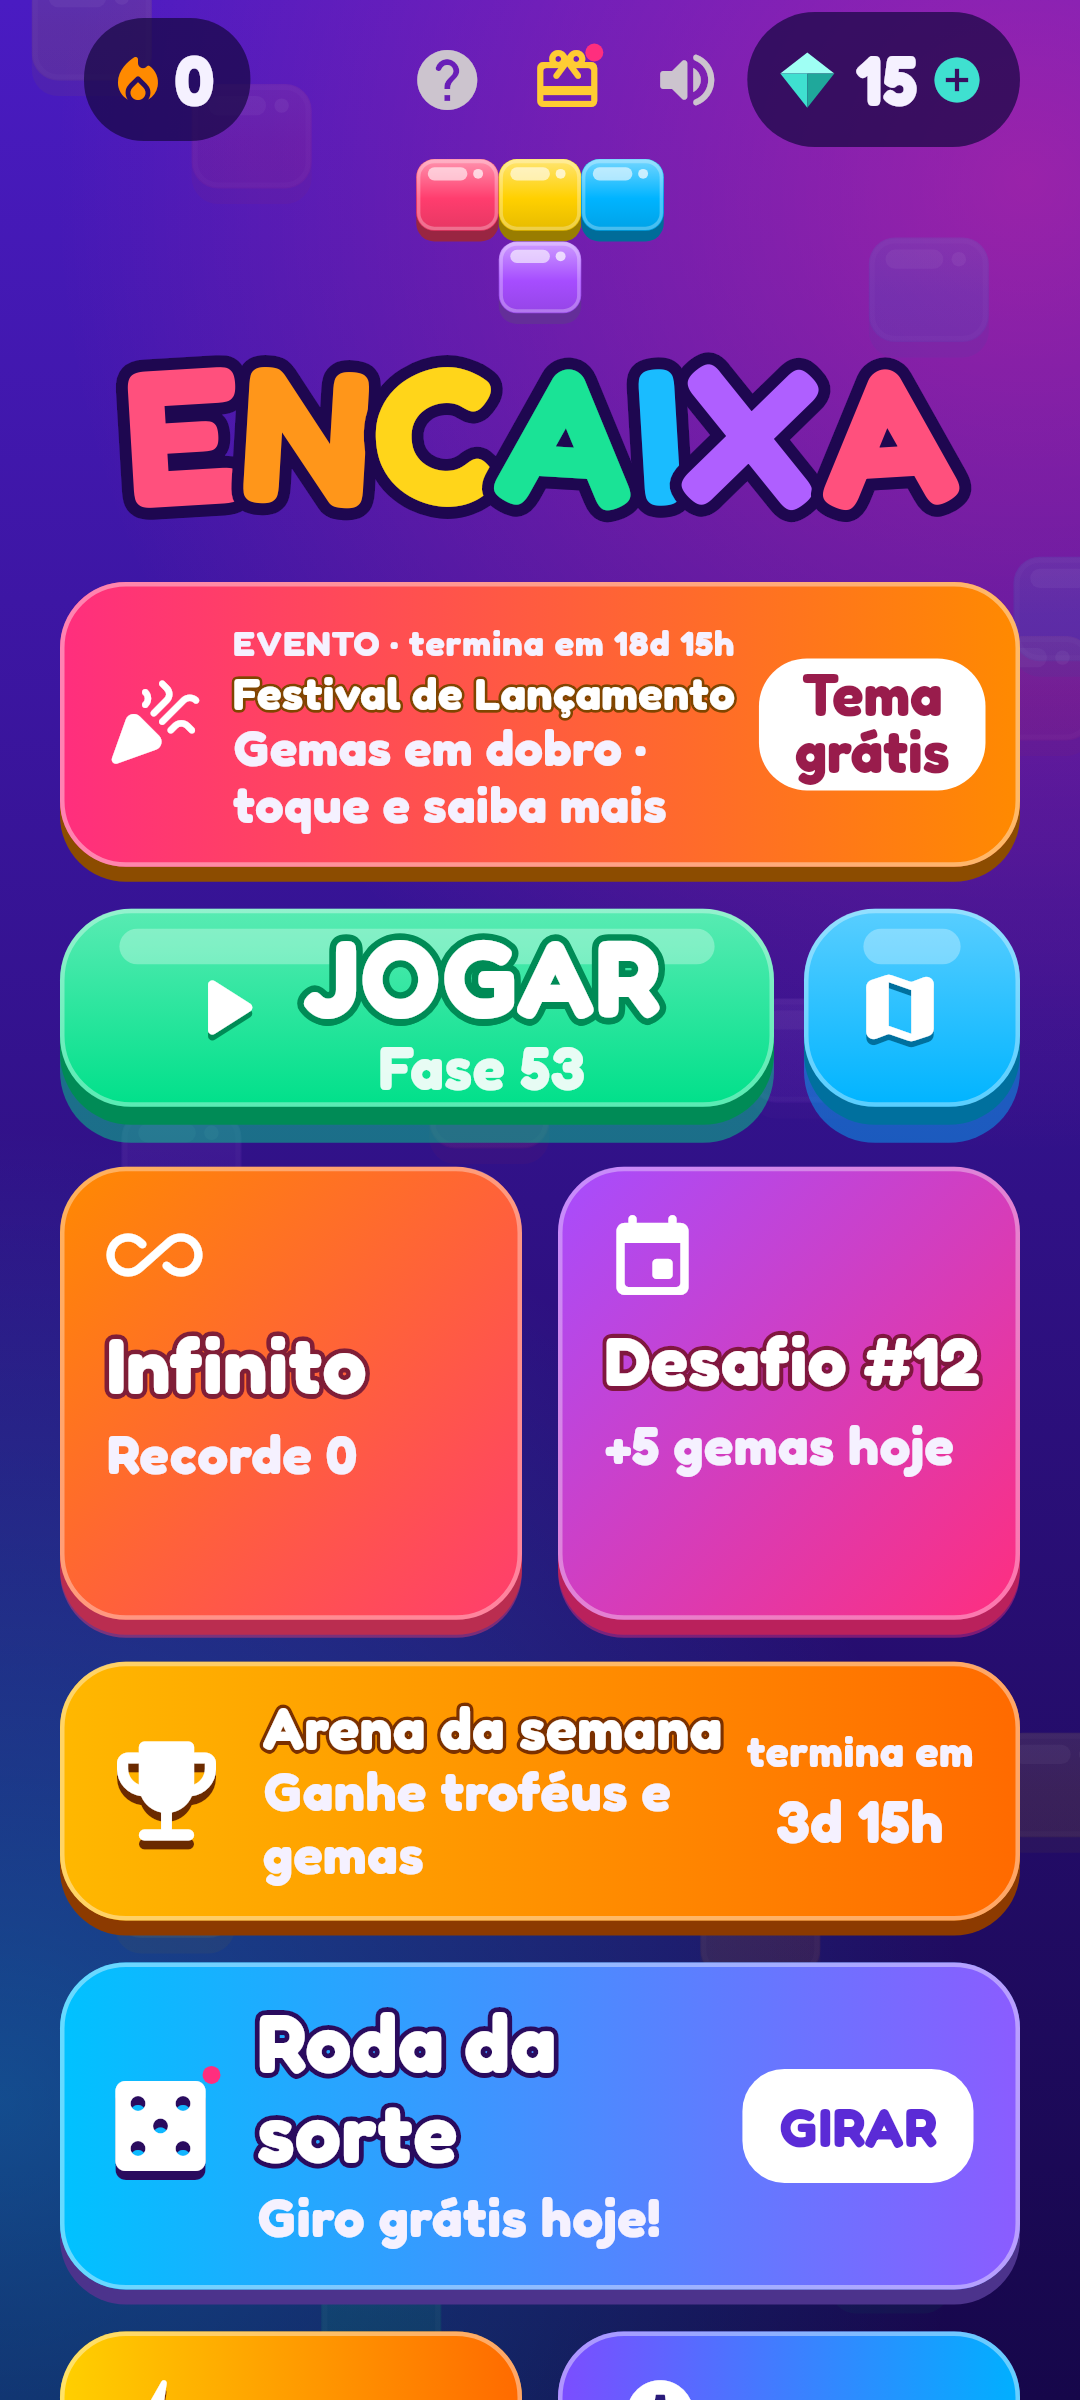 0
15
ENCAIXA
EVENTO · termina em 18d 15h
Festival de Lançamento
Gemas em dobro ·
toque e saiba mais
Tema
grátis
JOGAR
Fase 53
Infinito
Recorde 0
Desafio #12
+5 gemas hoje
Arena da semana
Ganhe troféus e
gemas
termina em
3d 15h
Roda da
sorte
Giro grátis hoje!
GIRAR